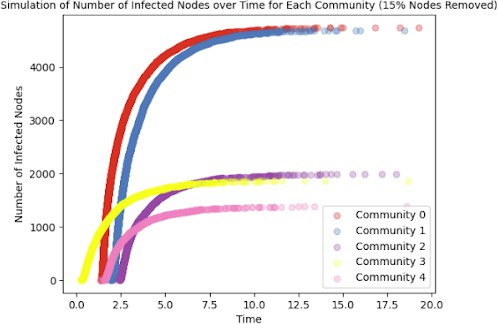 Simulation of Number of Infected Nodes over Time for Each Community (15% Nodes Removed)
Number of Infected Nodes
4000
3000
2000
1000
0
0.0 2.5 5.0 7.5 10.0 12.5 15.0 17.5 20.0
Time
Community 0
Community 1
Community 2
Community 3
Community 4